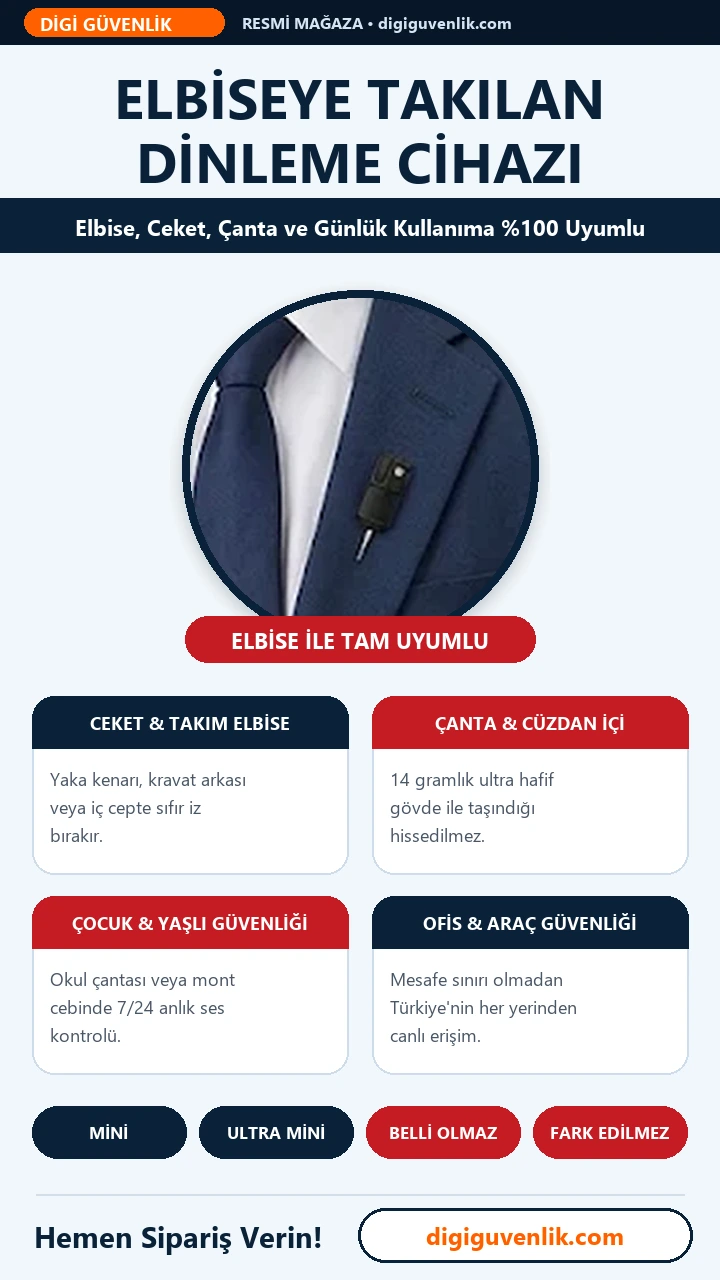 DİGİ GÜVENLİK
RESMİ MAĞAZA • digiguvenlik.com
ELBİSEYE TAKILAN
DİNLEME CİHAZI
Elbise, Ceket, Çanta ve Günlük Kullanıma %100 Uyumlu
ELBİSE İLE TAM UYUMLU
CEKET & TAKIM ELBİSE
Yaka kenarı, kravat arkası
veya iç cepte sıfır iz
bırakır.
ÇANTA & CÜZDAN İÇİ
14 gramlık ultra hafif
gövde ile taşındığı
hissedilmez.
ÇOCUK & YAŞLI GÜVENLİĞİ
Okul çantası veya mont
cebinde 7/24 anlık ses
kontrolü.
OFİS & ARAÇ GÜVENLİĞİ
Mesafe sınırı olmadan
Türkiye'nin her yerinden
canlı erişim.
MİNİ
ULTRA MİNİ
BELLİ OLMAZ
FARK EDİLMEZ
Hemen Sipariş Verin!
digiguvenlik.com